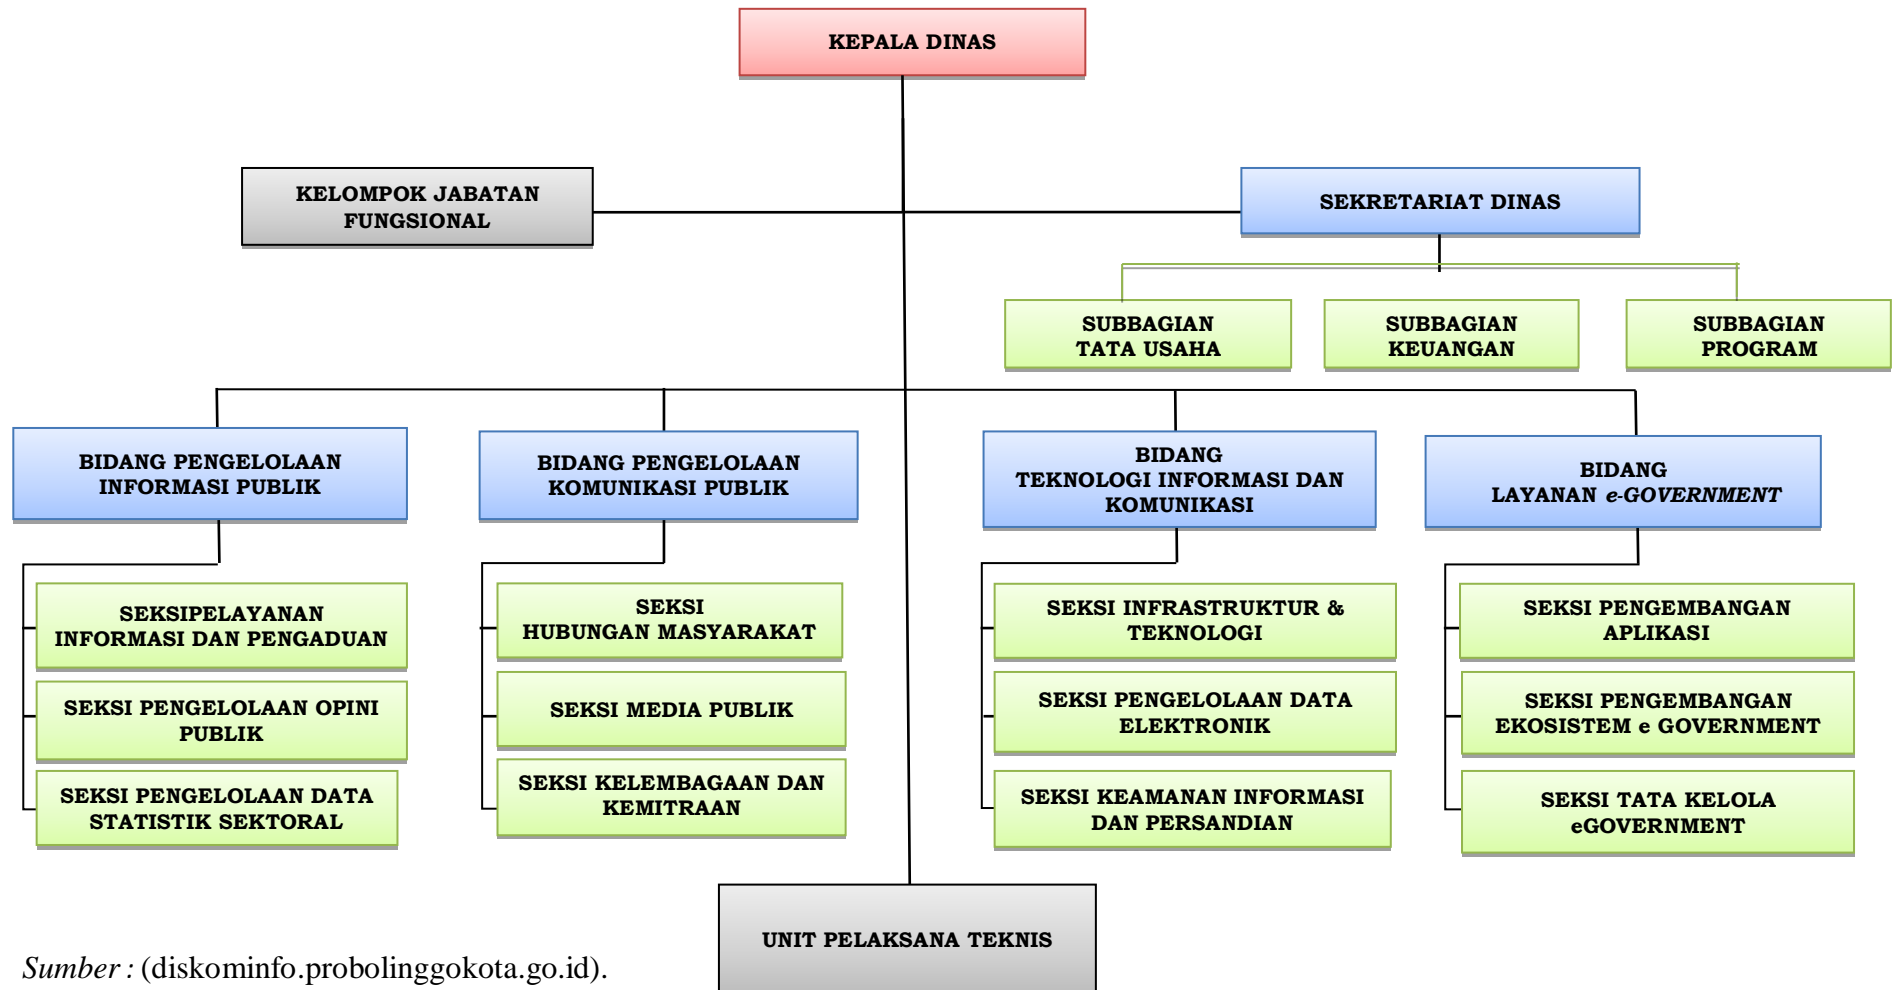 KEPALA DINAS
KELOMPOK JABATAN
FUNGSIONAL
SEKRETARIAT DINAS
SUBBAGIAN
TATA USAHA
SUBBAGIAN
KEUANGAN
SUBBAGIAN
PROGRAM
BIDANG PENGELOLAAN
INFORMASI PUBLIK
BIDANG PENGELOLAAN
KOMUNIKASI PUBLIK
BIDANG
TEKNOLOGI INFORMASI DAN
KOMUNIKASI
BIDANG
LAYANAN e-GOVERNMENT
SEKSIPELAYANAN
INFORMASI DAN PENGADUAN
SEKSI PENGELOLAAN OPINI
PUBLIK
SEKSI PENGELOLAAN DATA
STATISTIK SEKTORAL
SEKSI
HUBUNGAN MASYARAKAT
SEKSI MEDIA PUBLIK
SEKSI KELEMBAGAAN DAN
KEMITRAAN
SEKSI INFRASTRUKTUR &
TEKNOLOGI
SEKSI PENGELOLAAN DATA
ELEKTRONIK
SEKSI KEAMANAN INFORMASI
DAN PERSANDIAN
SEKSI PENGEMBANGAN
APLIKASI
SEKSI PENGEMBANGAN
EKOSISTEM e GOVERNMENT
SEKSI TATA KELOLA
eGOVERNMENT
UNIT PELAKSANA TEKNIS
Sumber : (diskominfo.probolinggokota.go.id).